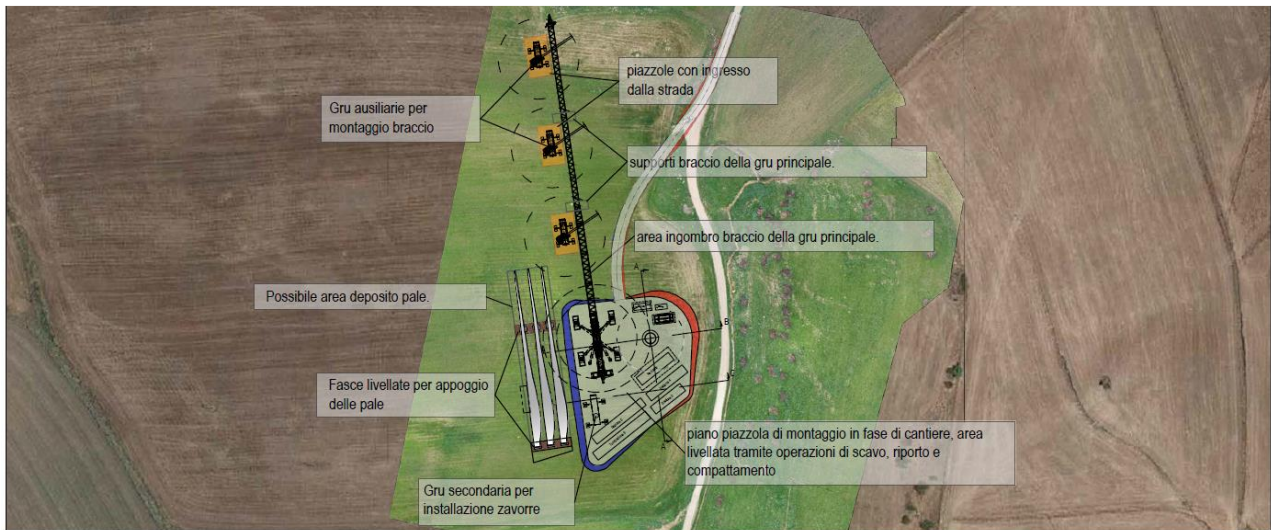 piazzole con ingresso
dalla strada
Gru ausiliarie per
montaggio braccio
supporti braccio della gru principale.
area ingombro braccio della gru principale.
A
Possibile area deposito pale.
B
Fasce livellate per appoggio
delle pale
piano piazzola di montaggio in fase di cantiere, area
livellata tramite operazioni di scavo, riporto e
compattamento
Gru secondaria per
installazione zavorre